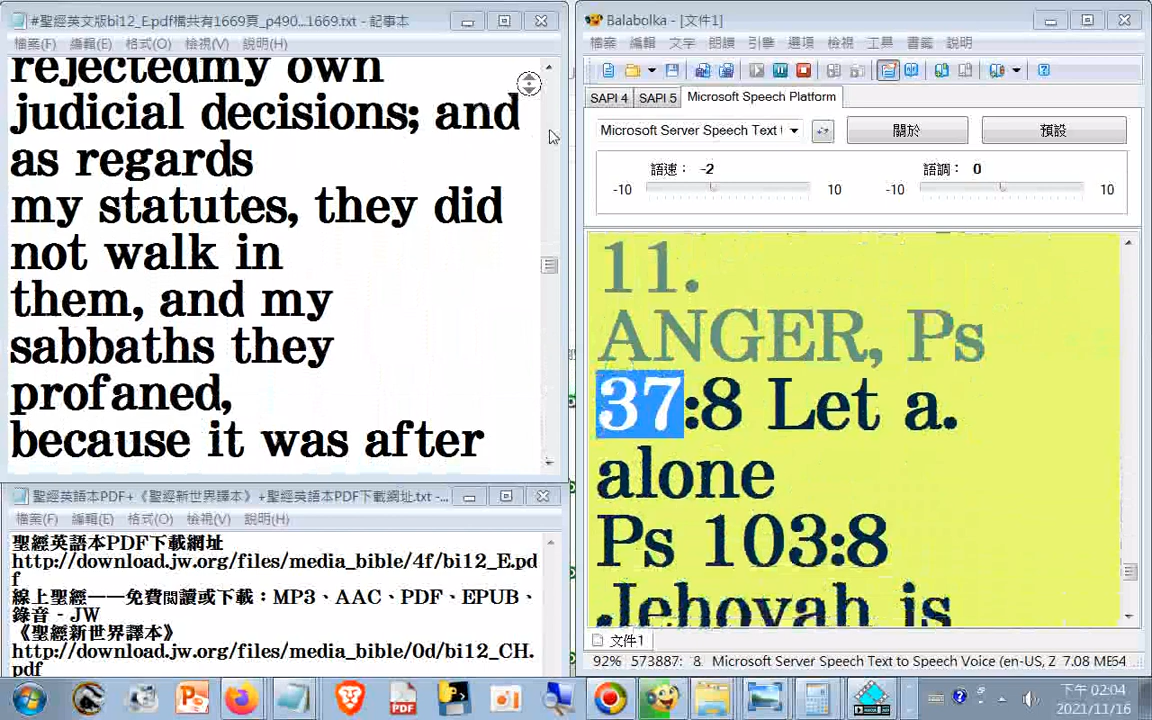 #聖經英文版bi12_E.pdf檔共有1669頁_p490...1669.txt - 記事本
檔案(F) 編輯(E) 格式(O) 檢視(V) 說明(H)
rejectedmy own
judicial decisions; and
as regards
my statutes, they did
not walk in
them, and my
sabbaths they
profaned,
because it was after
聖經英語本PDF+《聖經新世界譯本》+聖經英語本PDF下載網址.txt -...
檔案(F) 編輯(E) 格式(O) 檢視(V) 說明(H)
聖經英語本PDF下載網址
http://download.jw.org/files/media_bible/4f/bi12_E.pd
f
線上聖經——免費閱讀或下載：MP3、AAC、PDF、EPUB、
錄音 - JW
《聖經新世界譯本》
http://download.jw.org/files/media_bible/0d/bi12_CH.
pdf
Balabolka - [文件1]
檔案 編輯 文字 朗讀 引擎 選項 檢視 工具 書籤 說明
SAPI 4 SAPI 5 Microsoft Speech Platform
Microsoft Server Speech Text 關於 預設
語速： -2 語調： 0
-10 10 -10 10
11.
ANGER, Ps
37:8 Let a.
alone
Ps 103:8
Jehovah is
文件1
92% 573887: 8 Microsoft Server Speech Text to Speech Voice (en-US, Z 7.08 MB 54
下午 02:04
2021/11/16